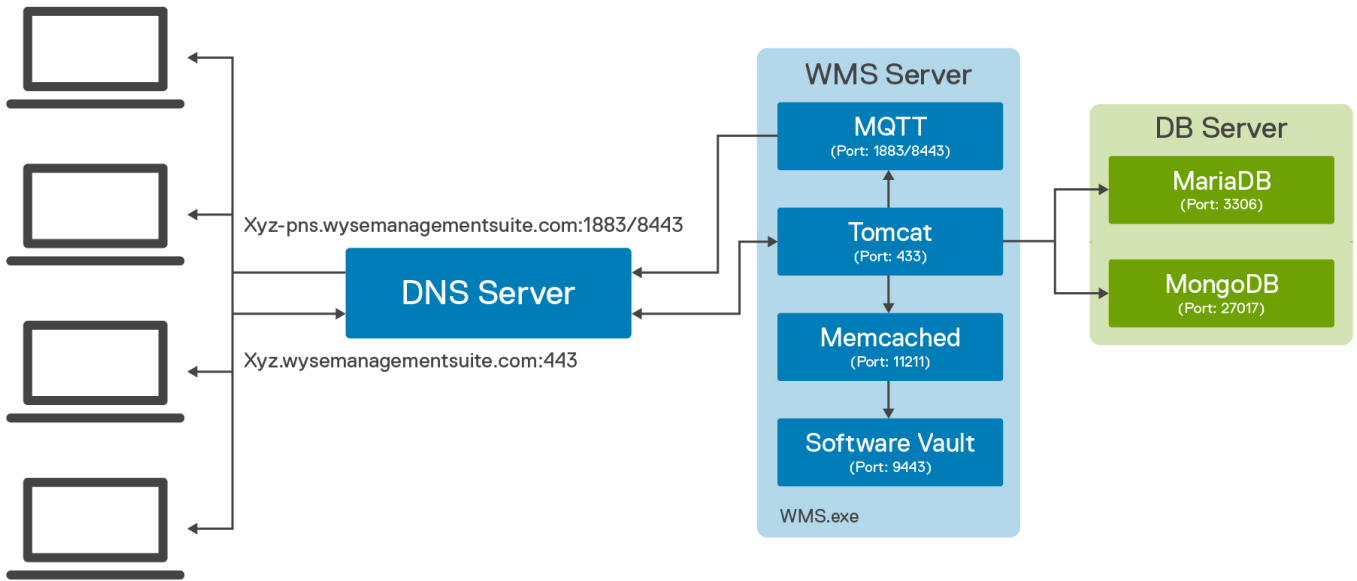 Xyz-pns.wysemanagementsuite.com:1883/8443
DNS Server
Xyz.wysemanagementsuite.com:443
WMS Server
MQTT
(Port: 1883/8443)
Tomcat
(Port: 433)
Memcached
(Port: 11211)
Software Vault
(Port: 9443)
WMS.exe
DB Server
MariaDB
(Port: 3306)
MongoDB
(Port: 27017)